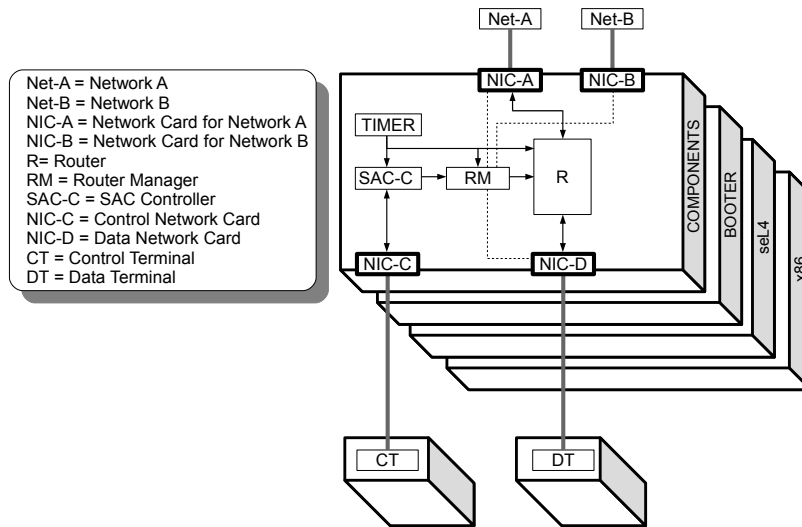 Net-A
Net-B
Net-A = Network A
Net-B = Network B
NIC-A = Network Card for Network A
NIC-B = Network Card for Network B
R= Router
RM = Router Manager
SAC-C = SAC Controller
NIC-C = Control Network Card
NIC-D = Data Network Card
CT = Control Terminal
DT = Data Terminal
NIC-A
NIC-B
TIMER
SAC-C
RM
R
NIC-C
NIC-D
COMPONENTS
BOOTER
seL4
x86
CT
DT